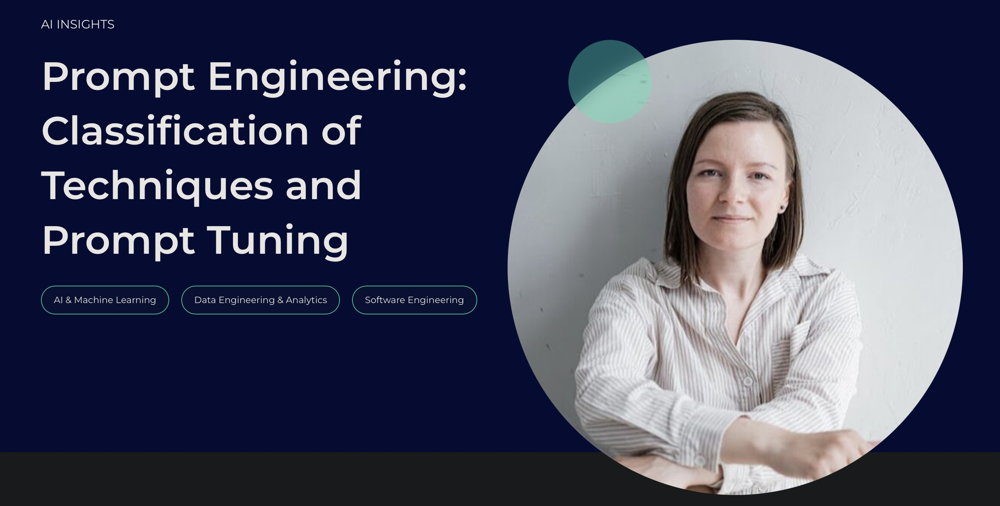 AI INSIGHTS
Prompt Engineering:
Classification of
Techniques and
Prompt Tuning
AI & Machine Learning
Data Engineering & Analytics
Software Engineering